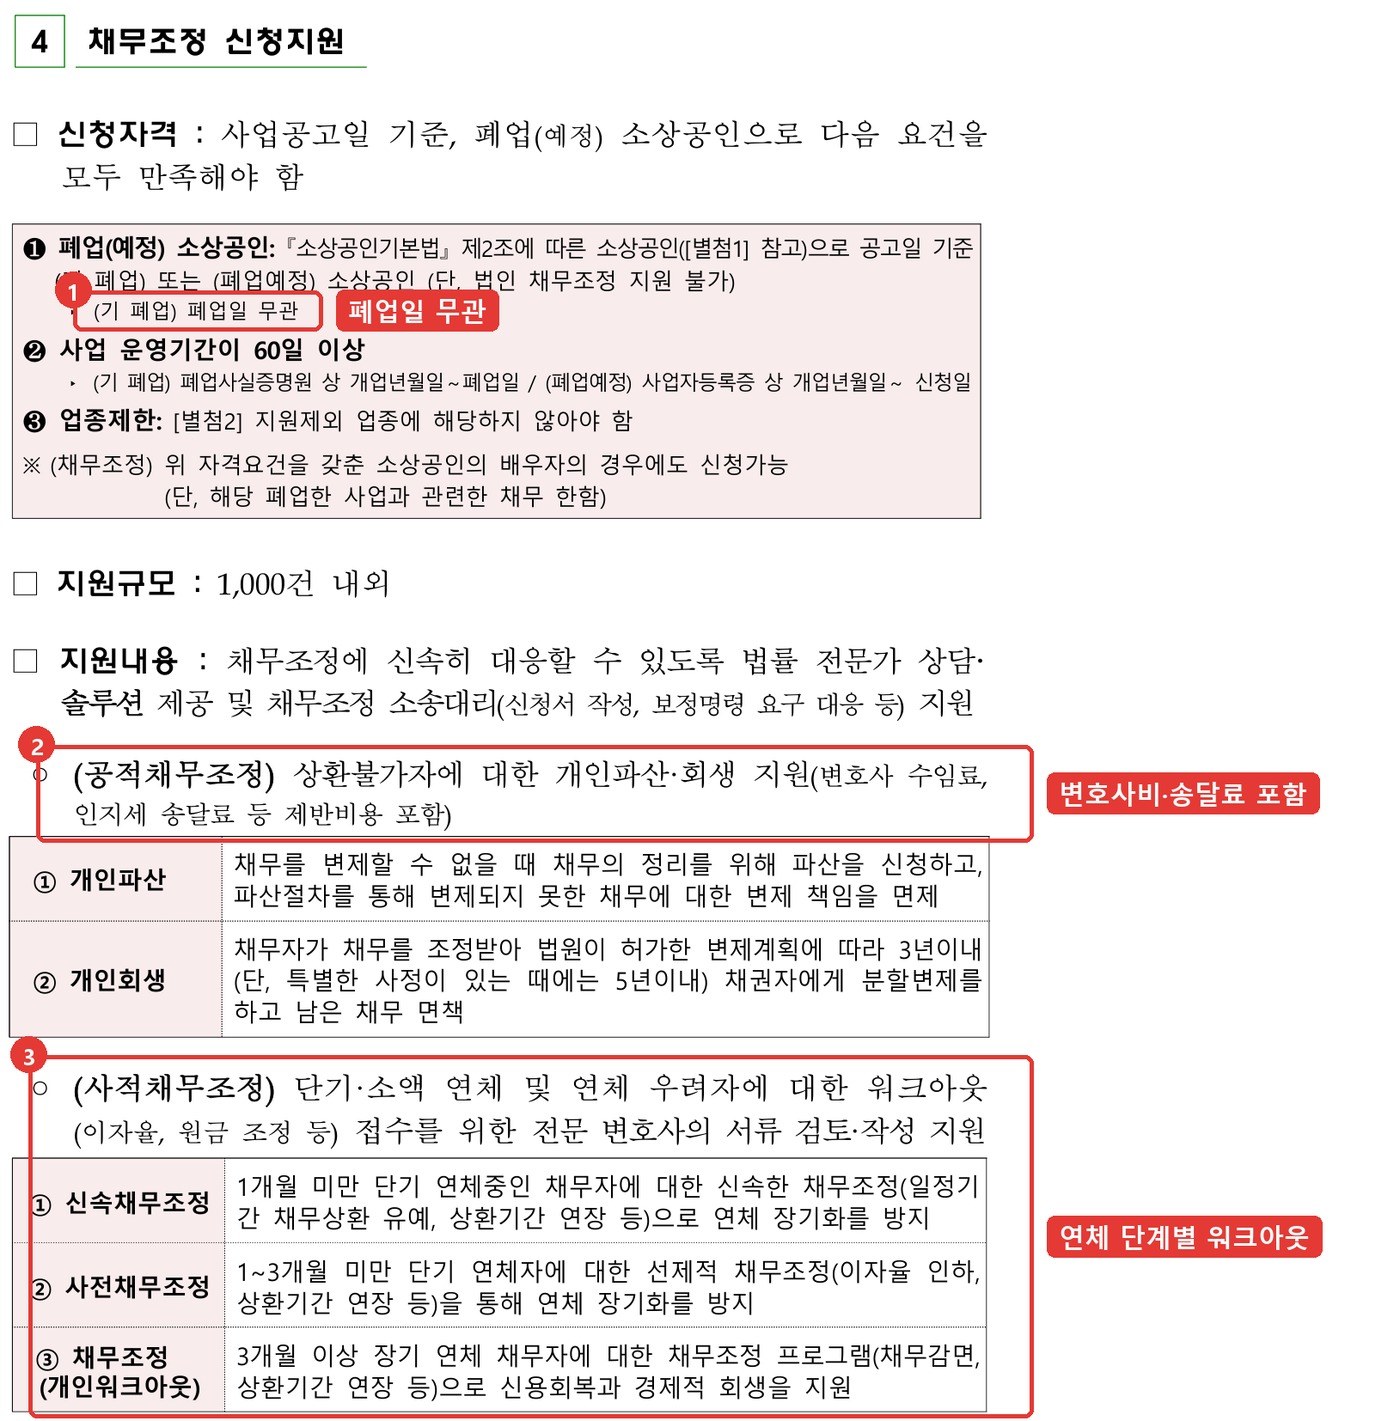 4 채무조정 신청지원
□ 신청자격 : 사업공고일 기준, 폐업(예정) 소상공인으로 다음 요건을
모두 만족해야 함
❶ 폐업(예정) 소상공인: 『소상공인기본법』 제2조에 따른 소상공인([별첨1] 참고)으로 공고일 기준
폐업) 또는 (폐업예정) 소상공인 (단, 법인 채무조정 지원 불가)
1
(기 폐업) 폐업일 무관
폐업일 무관
❷ 사업 운영기간이 60일 이상
‣ (기 폐업) 폐업사실증명원 상 개업년월일~폐업일 / (폐업예정) 사업자등록증 상 개업년월일~ 신청일
❸ 업종제한: [별첨2] 지원제외 업종에 해당하지 않아야 함
※ (채무조정) 위 자격요건을 갖춘 소상공인의 배우자의 경우에도 신청가능
(단, 해당 폐업한 사업과 관련한 채무 한함)
□ 지원규모 : 1,000건 내외
□ 지원내용 : 채무조정에 신속히 대응할 수 있도록 법률 전문가 상담·
솔루션 제공 및 채무조정 소송대리(신청서 작성, 보정명령 요구 대응 등) 지원
2
○ (공적채무조정) 상환불가자에 대한 개인파산·회생 지원(변호사 수임료,
인지세 송달료 등 제반비용 포함)
변호사비·송달료 포함
① 개인파산
채무를 변제할 수 없을 때 채무의 정리를 위해 파산을 신청하고,
파산절차를 통해 변제되지 못한 채무에 대한 변제 책임을 면제
② 개인회생
채무자가 채무를 조정받아 법원이 허가한 변제계획에 따라 3년이내
(단, 특별한 사정이 있는 때에는 5년이내) 채권자에게 분할변제를
하고 남은 채무 면책
3
○ (사적채무조정) 단기·소액 연체 및 연체 우려자에 대한 워크아웃
(이자율, 원금 조정 등) 접수를 위한 전문 변호사의 서류 검토·작성 지원
① 신속채무조정
1개월 미만 단기 연체중인 채무자에 대한 신속한 채무조정(일정기
간 채무상환 유예, 상환기간 연장 등)으로 연체 장기화를 방지
연체 단계별 워크아웃
② 사전채무조정
1~3개월 미만 단기 연체자에 대한 선제적 채무조정(이자율 인하,
상환기간 연장 등)을 통해 연체 장기화를 방지
③ 채무조정
(개인워크아웃)
3개월 이상 장기 연체 채무자에 대한 채무조정 프로그램(채무감면,
상환기간 연장 등)으로 신용회복과 경제적 회생을 지원